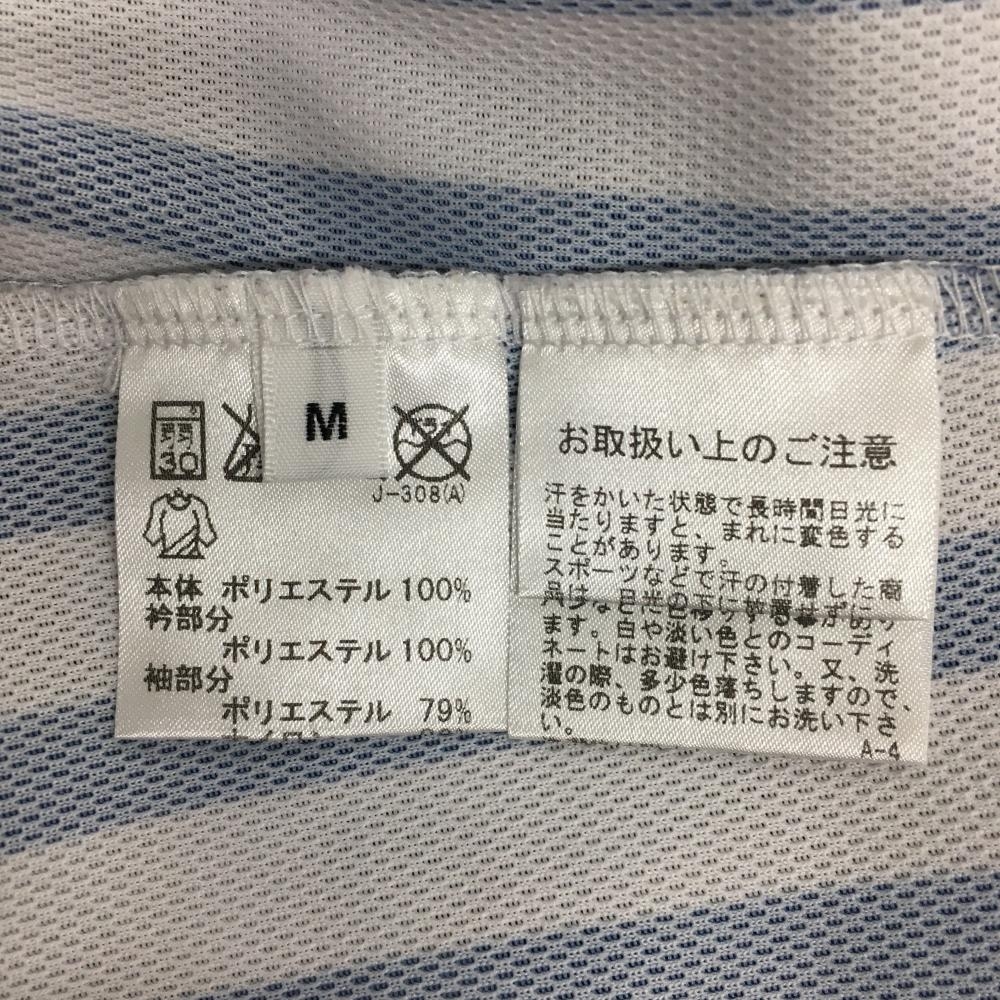 M
30
J-308(A)
本体 ポリエステル 100%
衿部分
ポリエステル 100%
袖部分
ポリエステル 79%
お取扱い上のご注意
汗をかいた状態で長時間日光に
当たりますと、まれに変色する
ことがあります。
スポーツなどで汗の付着した商
ます。白や淡い色とのコーディ
ネートはお避け下さい。又、洗
濯の際、多少色落ちしますので、
淡色のものとは別にお洗い下さ
い。
A-4